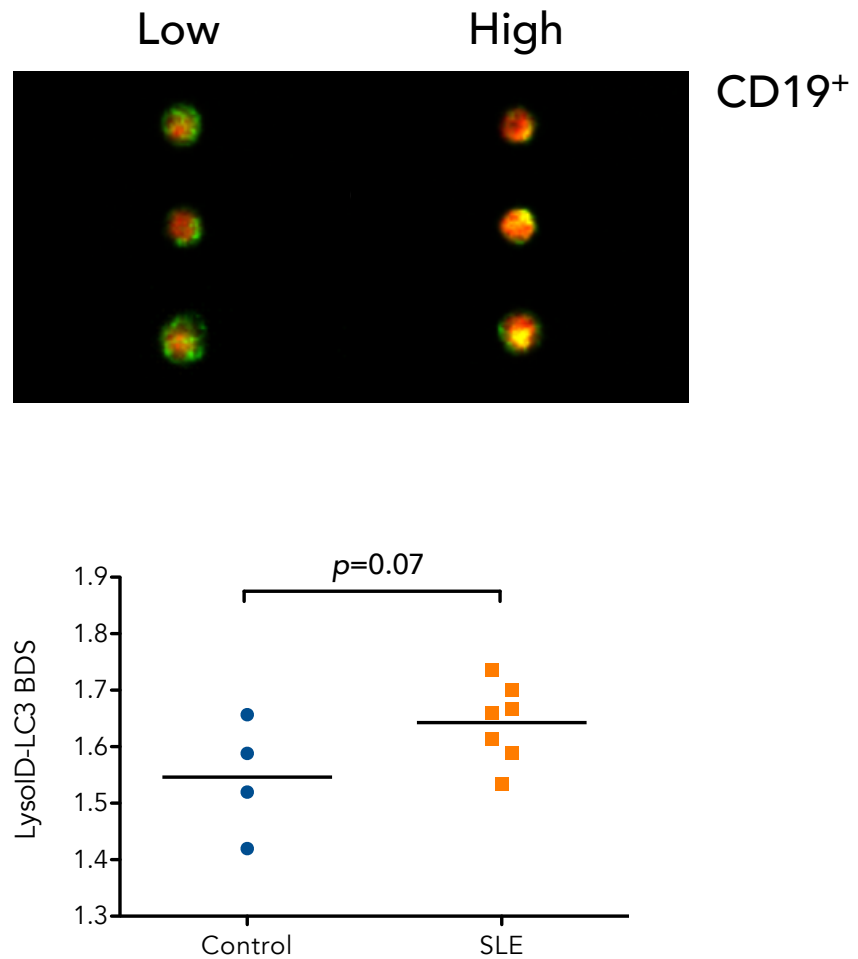 Low
High
CD19+
p=0.07
1.9
1.8
1.7
1.6
1.5
1.4
1.3
LysoID-LC3 BDS
Control
SLE